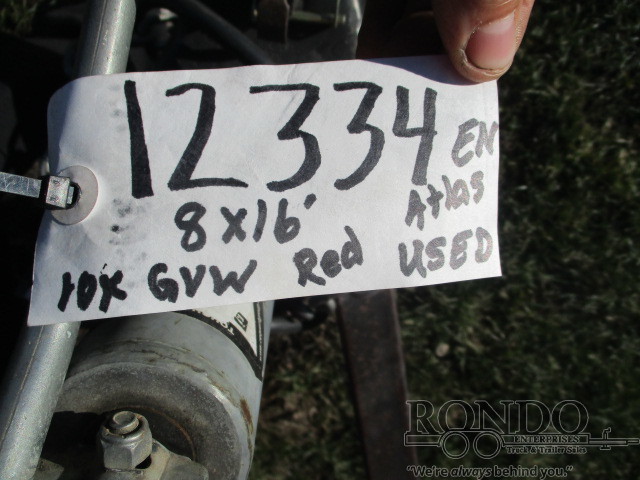 12334 EN
8x16' Atlas
10K GVW Red USED
RONDO
ENTERPRISES
Truck & Trailer Sales
"We're always behind you."